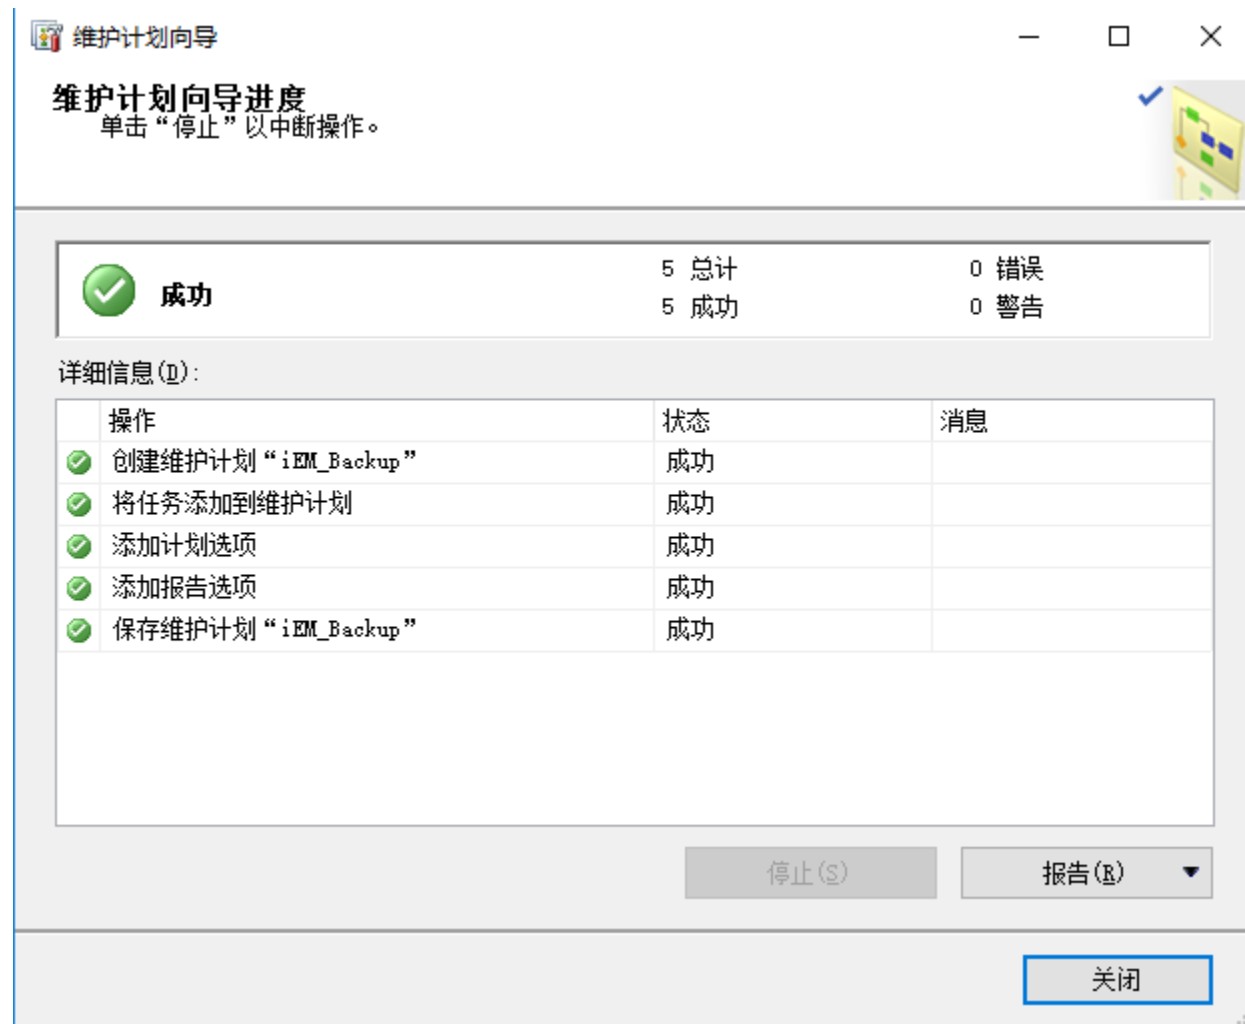 维护计划向导
维护计划向导进度
单击“停止”以中断操作。
成功
5 总计
0 错误
5 成功
0 警告
详细信息(D):
操作 状态 消息
创建维护计划“iEM_Backup” 成功
将任务添加到维护计划 成功
添加计划选项 成功
添加报告选项 成功
保存维护计划“iEM_Backup” 成功
停止(S) 报告(R)
关闭